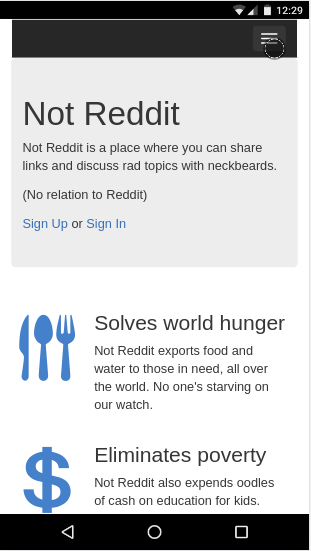 12:29
Not Reddit
Not Reddit is a place where you can share
links and discuss rad topics with neckbeards.
(No relation to Reddit)
Sign Up or Sign In
Solves world hunger
Not Reddit exports food and
water to those in need, all over
the world. No one's starving on
our watch.
Eliminates poverty
Not Reddit also expends oodles
of cash on education for kids.